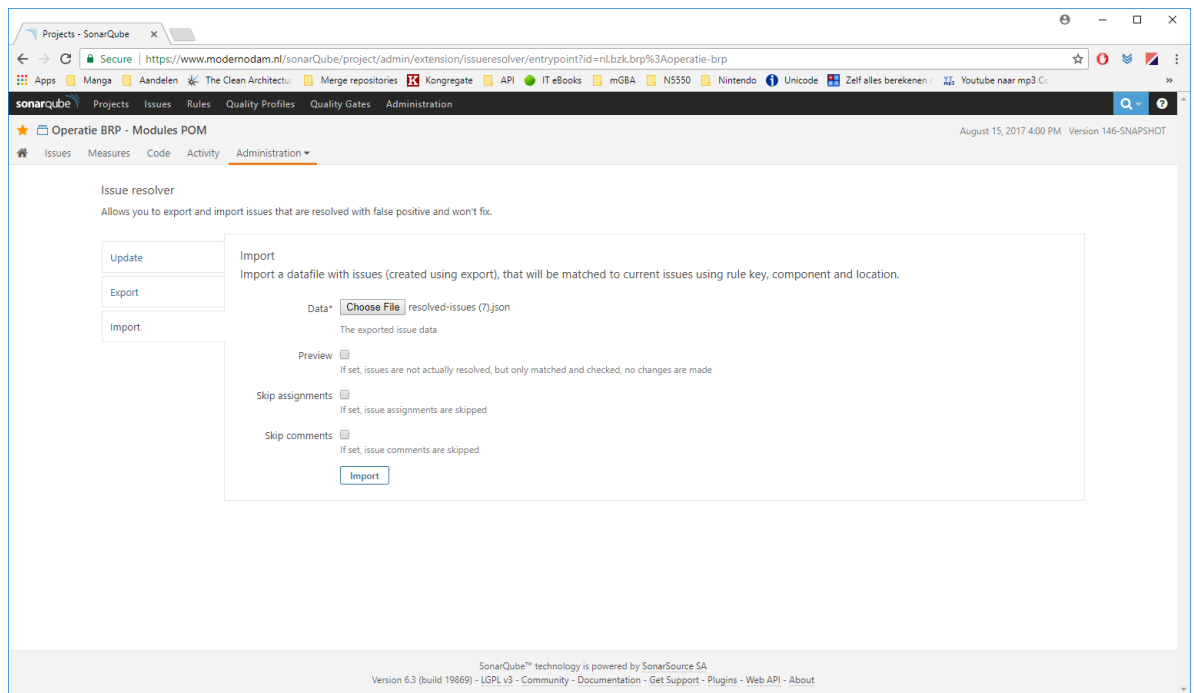 Projects - SonarQube
Secure | https://www.modernodam.nl/sonarQube/project/admin/extension/issueresolver/entrypoint?id=nl.bzk.brp%3Aoperatie-brp
Apps Manga Aandelen The Clean Architectur Merge repositories Kongregate API IT eBooks mGBA N5550 Nintendo Unicode Zelf alles berekenen Youtube naar mp3 Co »
sonarqube Projects Issues Rules Quality Profiles Quality Gates Administration
Operatie BRP - Modules POM
August 15, 2017 4:00 PM Version 146-SNAPSHOT
Issues Measures Code Activity Administration
Issue resolver
Allows you to export and import issues that are resolved with false positive and won't fix.
Update
Export
Import
Import
Import a datafile with issues (created using export), that will be matched to current issues using rule key, component and location.
Data* Choose File resolved-issues (7).json
The exported issue data
Preview
If set, issues are not actually resolved, but only matched and checked, no changes are made
Skip assignments
If set, issue assignments are skipped
Skip comments
If set, issue comments are skipped
Import
SonarQube™ technology is powered by SonarSource SA
Version 6.3 (build 19869) - LGPL v3 - Community - Documentation - Get Support - Plugins - Web API - About